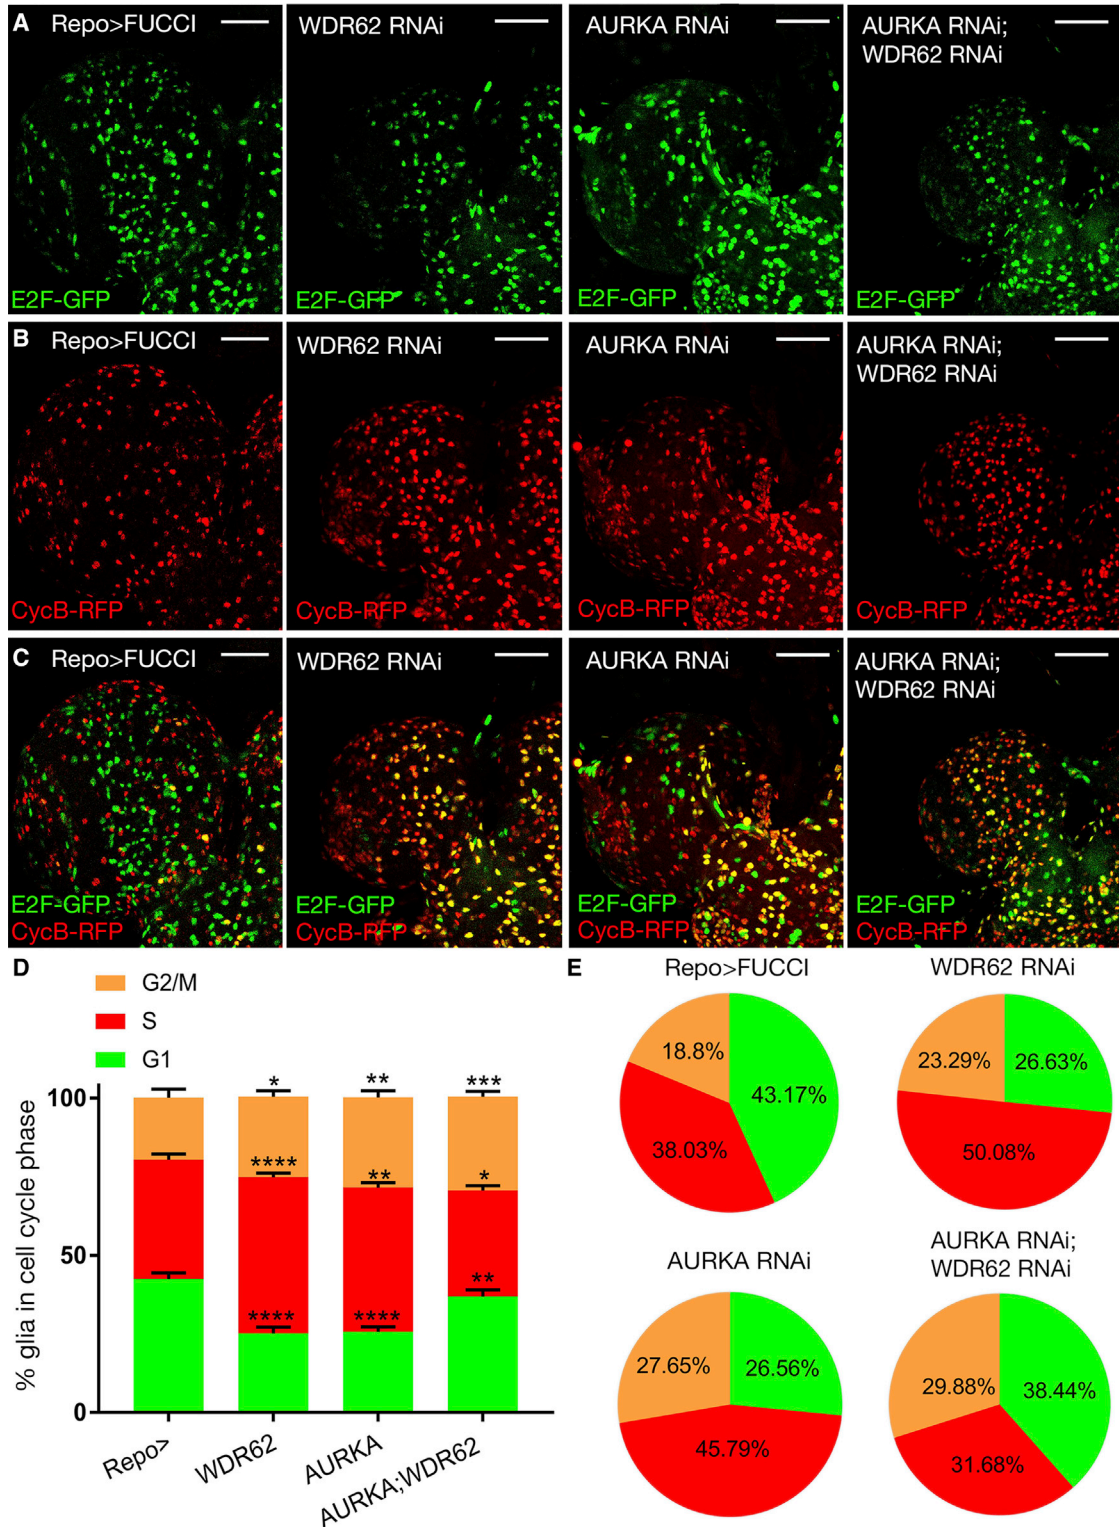 A Repo>FUCCI
WDR62 RNAi
AURKA RNAi
AURKA RNAi;
WDR62 RNAi
E2F-GFP
E2F-GFP
E2F-GFP
E2F-GFP
B Repo>FUCCI
WDR62 RNAi
AURKA RNAi
AURKA RNAi;
WDR62 RNAi
CycB-RFP
CycB-RFP
CycB-RFP
CycB-RFP
C Repo>FUCCI
WDR62 RNAi
AURKA RNAi
AURKA RNAi;
WDR62 RNAi
E2F-GFP
CycB-RFP
E2F-GFP
CycB-RFP
E2F-GFP
CycB-RFP
E2F-GFP
CycB-RFP
D
G2/M
S
G1
% glia in cell cycle phase
100
50
0
* ** ***
**** ** *
**** **** **
Repo>
WDR62
AURKA
AURKA;WDR62
E
Repo>FUCCI
18.8%
43.17%
38.03%
WDR62 RNAi
23.29%
26.63%
50.08%
AURKA RNAi
27.65%
26.56%
45.79%
AURKA RNAi;
WDR62 RNAi
29.88%
38.44%
31.68%